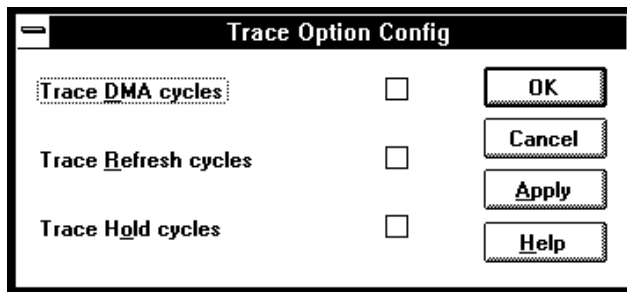 Trace Option Config
Trace DMA cycles
OK
Cancel
Trace Refresh cycles
Apply
Trace Hold cycles
Help